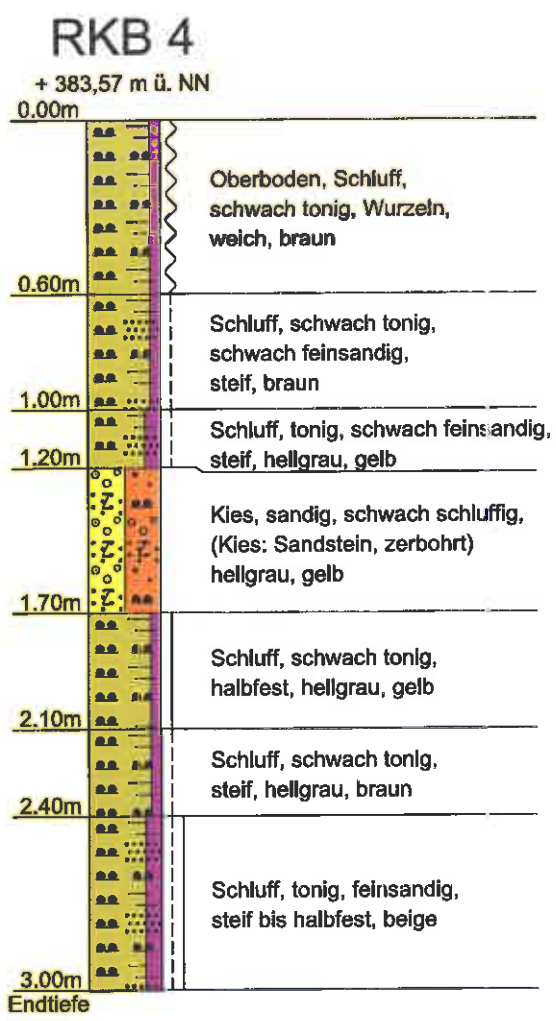 RKB 4
+ 383,57 m ü. NN
0.00m
Oberboden, Schluff,
schwach tonig, Wurzeln,
weich, braun
0.60m
Schluff, schwach tonig,
schwach feinsandig,
steif, braun
1.00m
Schluff, tonig, schwach feinsandig,
steif, hellgrau, gelb
1.20m
Kies, sandig, schwach schluffig,
(Kies: Sandstein, zerbohrt)
hellgrau, gelb
1.70m
Schluff, schwach tonig,
halbfest, hellgrau, gelb
2.10m
Schluff, schwach tonig,
steif, hellgrau, braun
2.40m
Schluff, tonig, feinsandig,
steif bis halbfest, beige
3.00m
Endtiefe